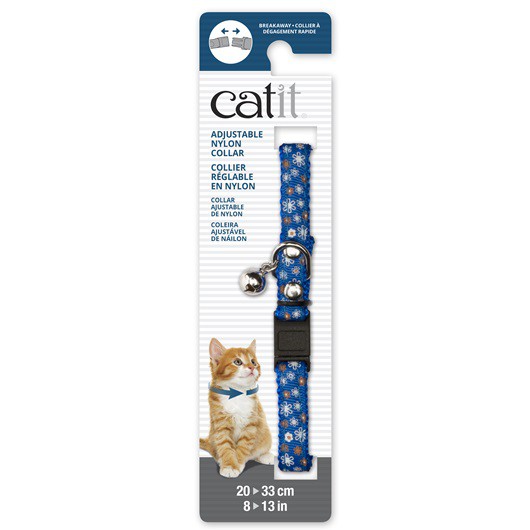 BREAKAWAY • COLLIER À
DÉGAGEMENT RAPIDE
catit
ADJUSTABLE
NYLON
COLLAR
COLLIER
RÉGLABLE
EN NYLON
COLLAR
AJUSTABLE
DE NYLON
COLEIRA
AJUSTÁVEL
DE NÁILON
20 ▸ 33 cm
8 ▸ 13 in